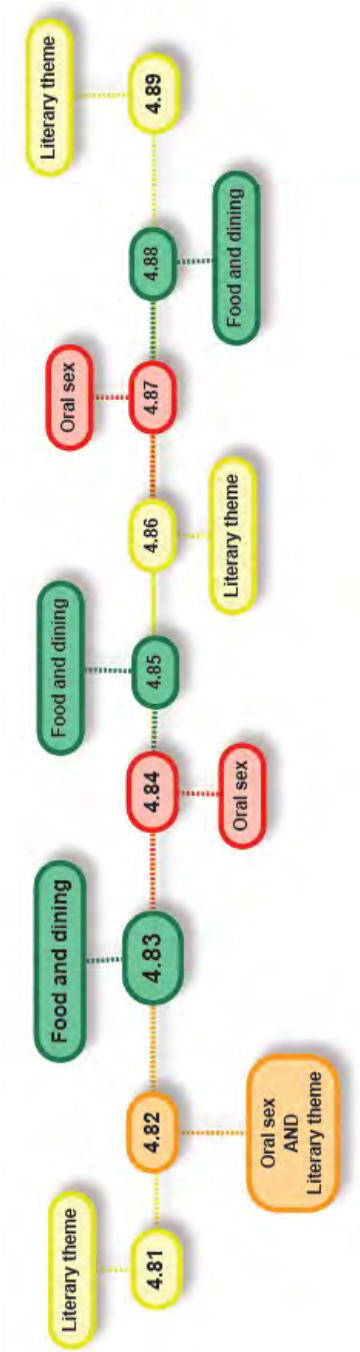 Literary theme
4.81
4.82
Oral sex
AND
Literary theme
Food and dining
4.83
4.84
Oral sex
Food and dining
4.85
4.86
Literary theme
Oral sex
4.87
4.88
Food and dining
Literary theme
4.89